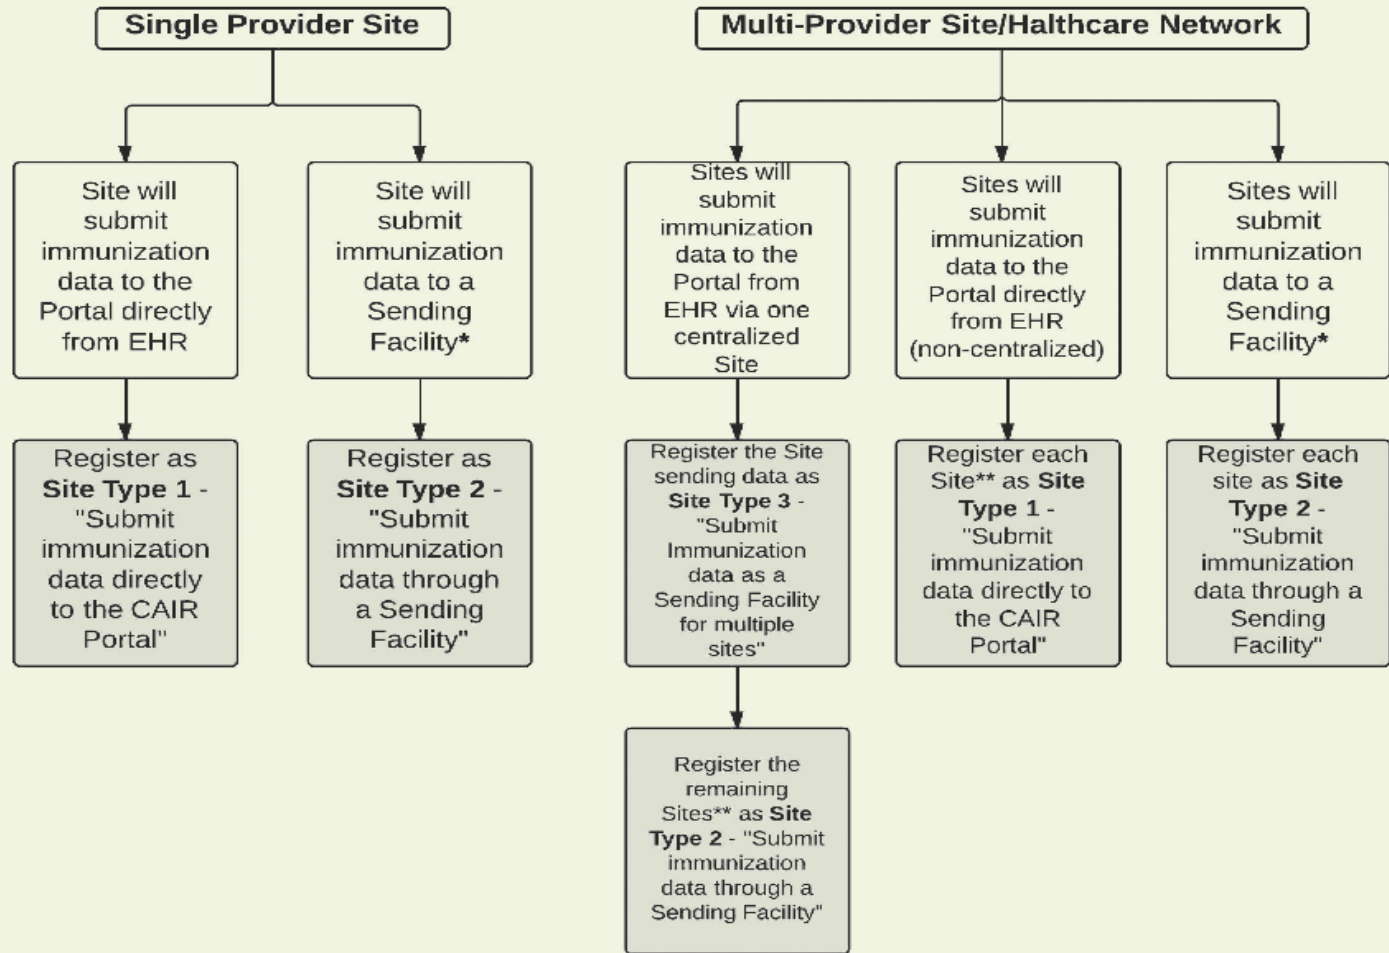 Single Provider Site
Multi-Provider Site/Halthcare Network
Site will
submit
immunization
data to the
Portal directly
from EHR
Site will
submit
immunization
data to a
Sending
Facility*
Sites will
submit
immunization
data to the
Portal from
EHR via one
centralized
Site
Sites will
submit
immunization
data to the
Portal directly
from EHR
(non-centralized)
Sites will
submit
immunization
data to a
Sending
Facility*
Register as
Site Type 1 -
"Submit
immunization
data directly
to the CAIR
Portal"
Register as
Site Type 2 -
"Submit
immunization
data through
a Sending
Facility"
Register the Site
sending data as
Site Type 3 -
"Submit
Immunization
data as a
Sending Facility
for multiple
sites"
Register each
Site** as Site
Type 1 -
"Submit
immunization
data directly to
the CAIR
Portal"
Register each
site as Site
Type 2 -
"Submit
immunization
data through a
Sending
Facility"
Register the
remaining
Sites** as Site
Type 2 - "Submit
immunization
data through a
Sending Facility"